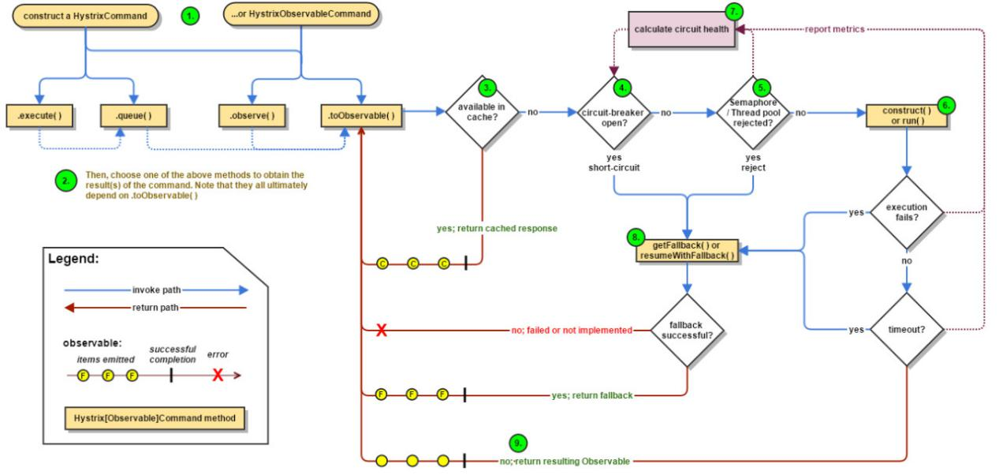 construct a HystrixCommand
1.
...or HystrixObservableCommand
7.
calculate circuit health
report metrics
.execute( )
.queue( )
.observe( )
.toObservable( )
3.
available in
cache?
no
4.
circuit-breaker
open?
no
5.
Semaphore
/ Thread pool
rejected?
no
6.
construct( )
or run( )
yes
short-circuit
yes
reject
2.
Then, choose one of the above methods to obtain the
result(s) of the command. Note that they all ultimately
depend on .toObservable( )
yes
execution
fails?
no
yes; return cached response
C C C
8.
getFallback( ) or
resumeWithFallback( )
Legend:
invoke path
return path
observable:
items emitted
successful
completion
error
F F F
X
Hystrix[Observable]Command method
X
no; failed or not implemented
fallback
successful?
yes
timeout?
F F F
yes; return fallback
9.
no; return resulting Observable